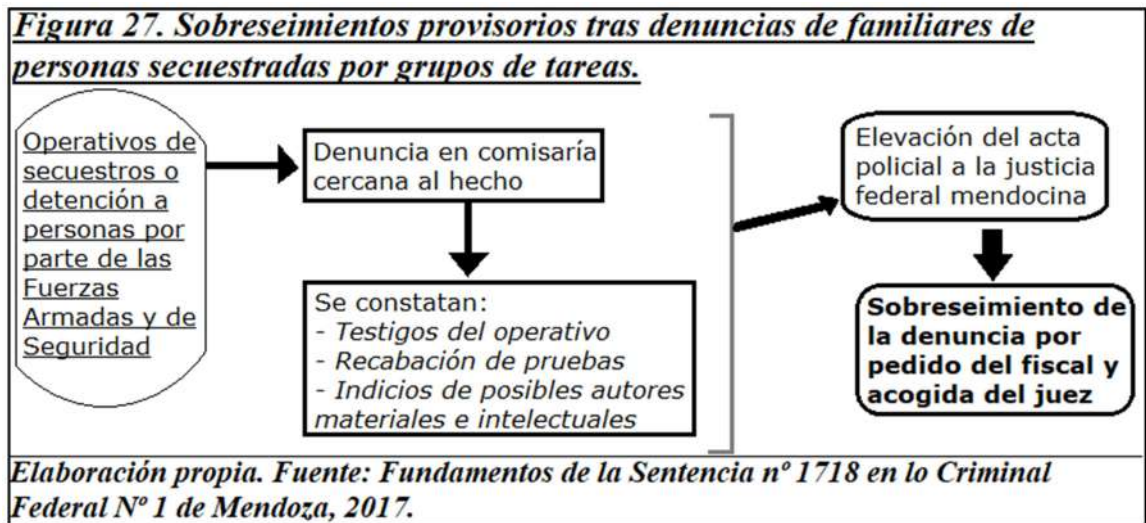 Figura 27. Sobreseimientos provisorios tras denuncias de familiares de
personas secuestradas por grupos de tareas.
Operativos de
secuestros o
detención a
personas por
parte de las
Fuerzas
Armadas y de
Seguridad
Denuncia en comisaría
cercana al hecho
Se constatan:
- Testigos del operativo
- Recabación de pruebas
- Indicios de posibles autores
materiales e intelectuales
Elevación del acta
policial a la justicia
federal mendocina
Sobreseimiento de
la denuncia por
pedido del fiscal y
acogida del juez
Elaboración propia. Fuente: Fundamentos de la Sentencia nº 1718 en lo Criminal
Federal Nº 1 de Mendoza, 2017.